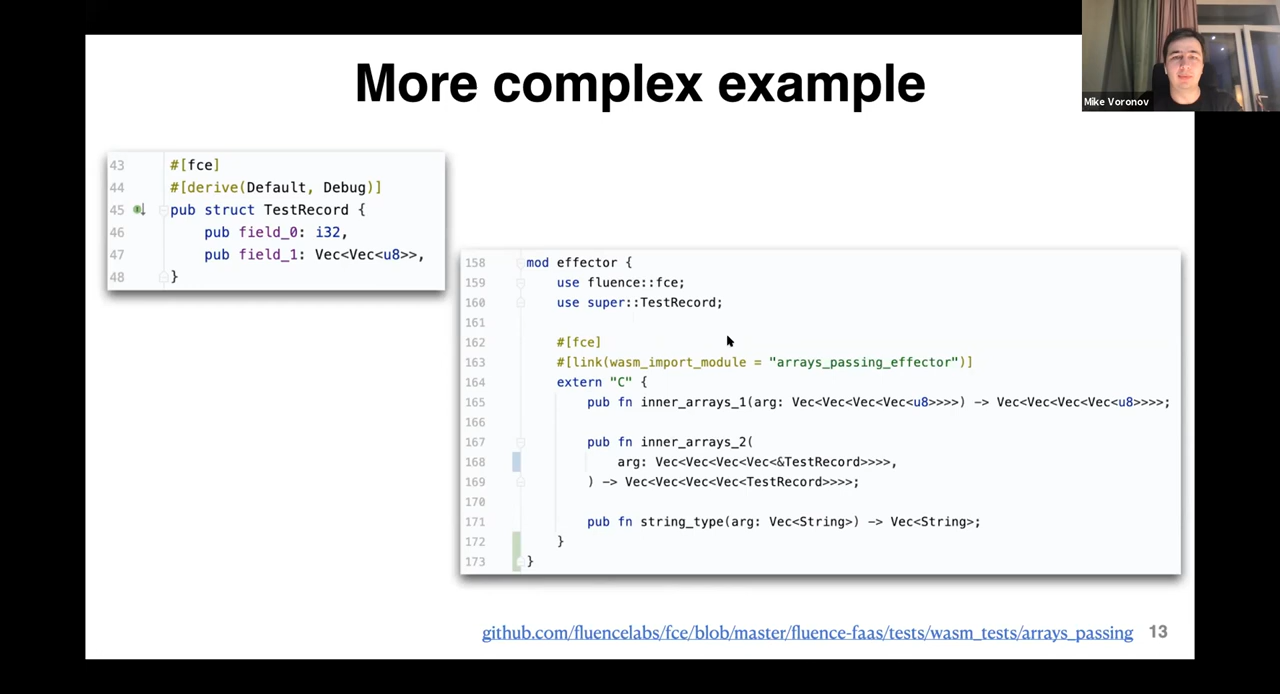 More complex example
Mike Voronov
43 #[fce]
44 #[derive(Default, Debug)]
45 pub struct TestRecord {
46 pub field_0: i32,
47 pub field_1: Vec<Vec<u8>>,
48 }
158 mod effector {
159 use fluence::fce;
160 use super::TestRecord;
161
162 #[fce]
163 #[link(wasm_import_module = "arrays_passing_effector")]
164 extern "C" {
165 pub fn inner_arrays_1(arg: Vec<Vec<Vec<Vec<u8>>>>) -> Vec<Vec<Vec<Vec<u8>>>>;
166
167 pub fn inner_arrays_2(
168 arg: Vec<Vec<Vec<Vec<&TestRecord>>>>,
169 ) -> Vec<Vec<Vec<Vec<TestRecord>>>>;
170
171 pub fn string_type(arg: Vec<String>) -> Vec<String>;
172 }
173 }
github.com/fluencelabs/fce/blob/master/fluence-faas/tests/wasm_tests/arrays_passing 13